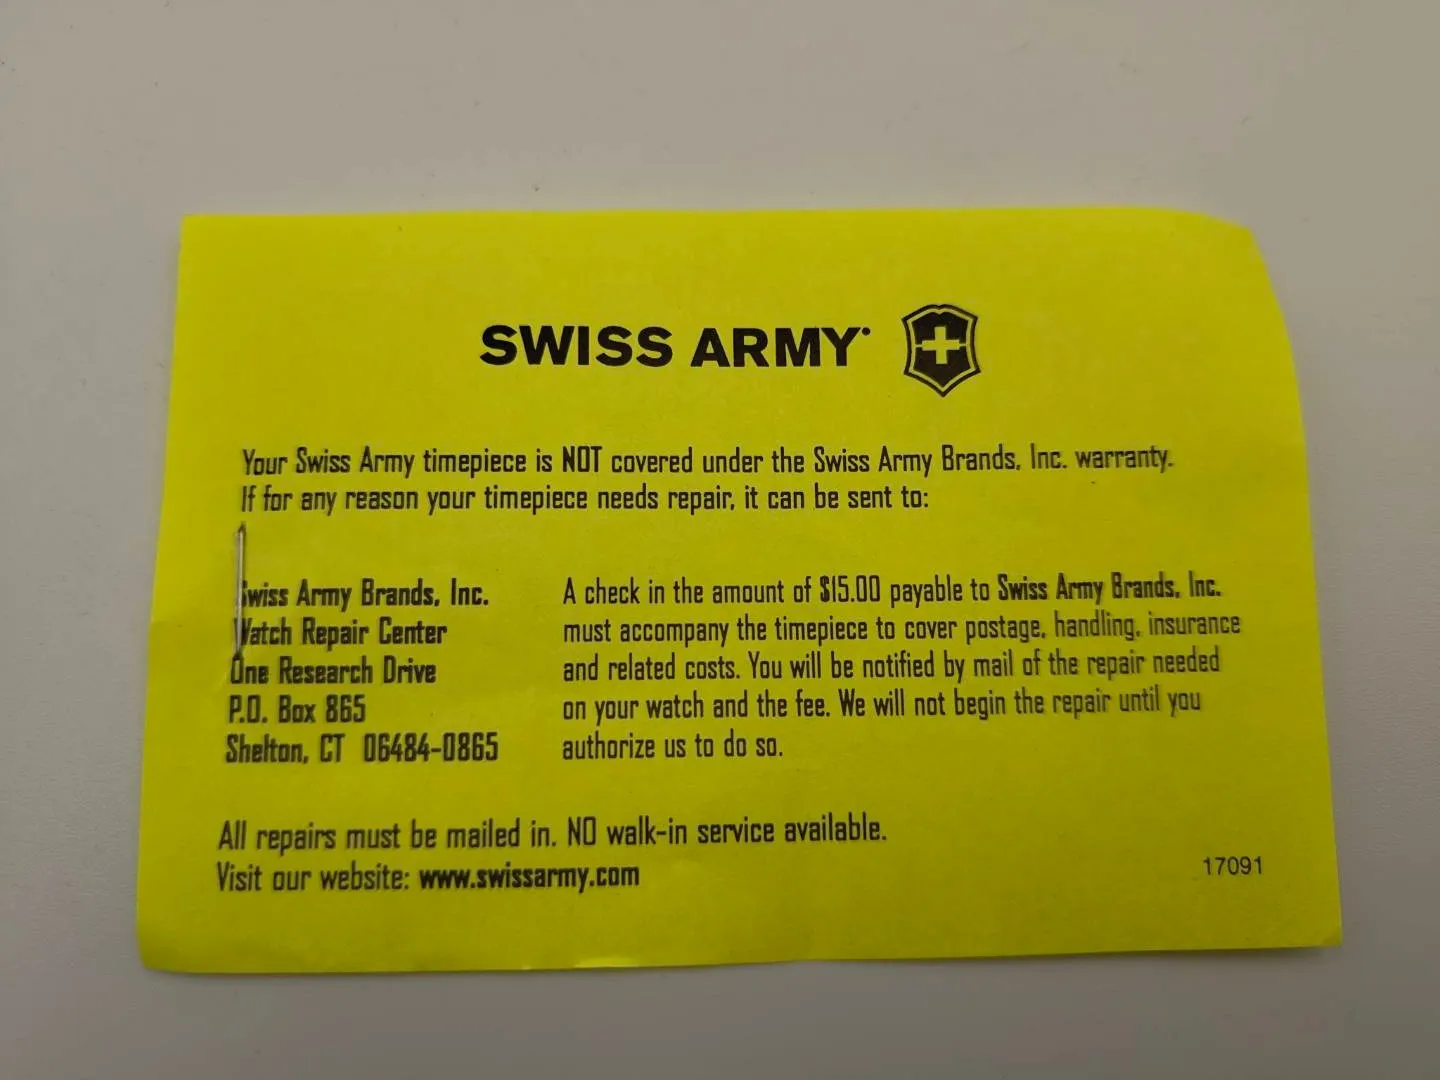 SWISS ARMY
Your Swiss Army timepiece is NOT covered under the Swiss Army Brands, Inc. warranty.
If for any reason your timepiece needs repair, it can be sent to:
Swiss Army Brands, Inc.
Watch Repair Center
One Research Drive
P.O. Box 865
Shelton, CT 06484-0865
A check in the amount of $15.00 payable to Swiss Army Brands, Inc.
must accompany the timepiece to cover postage, handling, insurance
and related costs. You will be notified by mail of the repair needed
on your watch and the fee. We will not begin the repair until you
authorize us to do so.
All repairs must be mailed in. NO walk-in service available.
Visit our website: www.swissarmy.com
17091